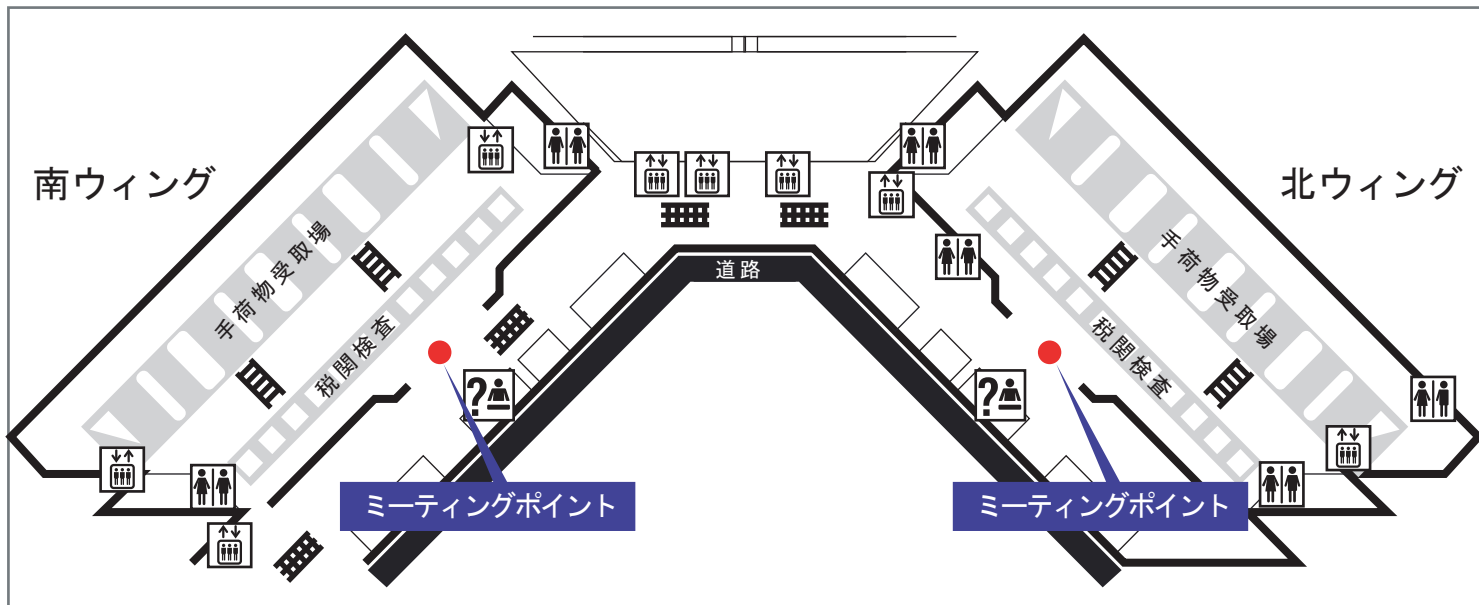 南ウィング
手荷物受取場
税関検査
?
ミーティングポイント
道路
北ウィング
手荷物受取場
税関検査
?
ミーティングポイント